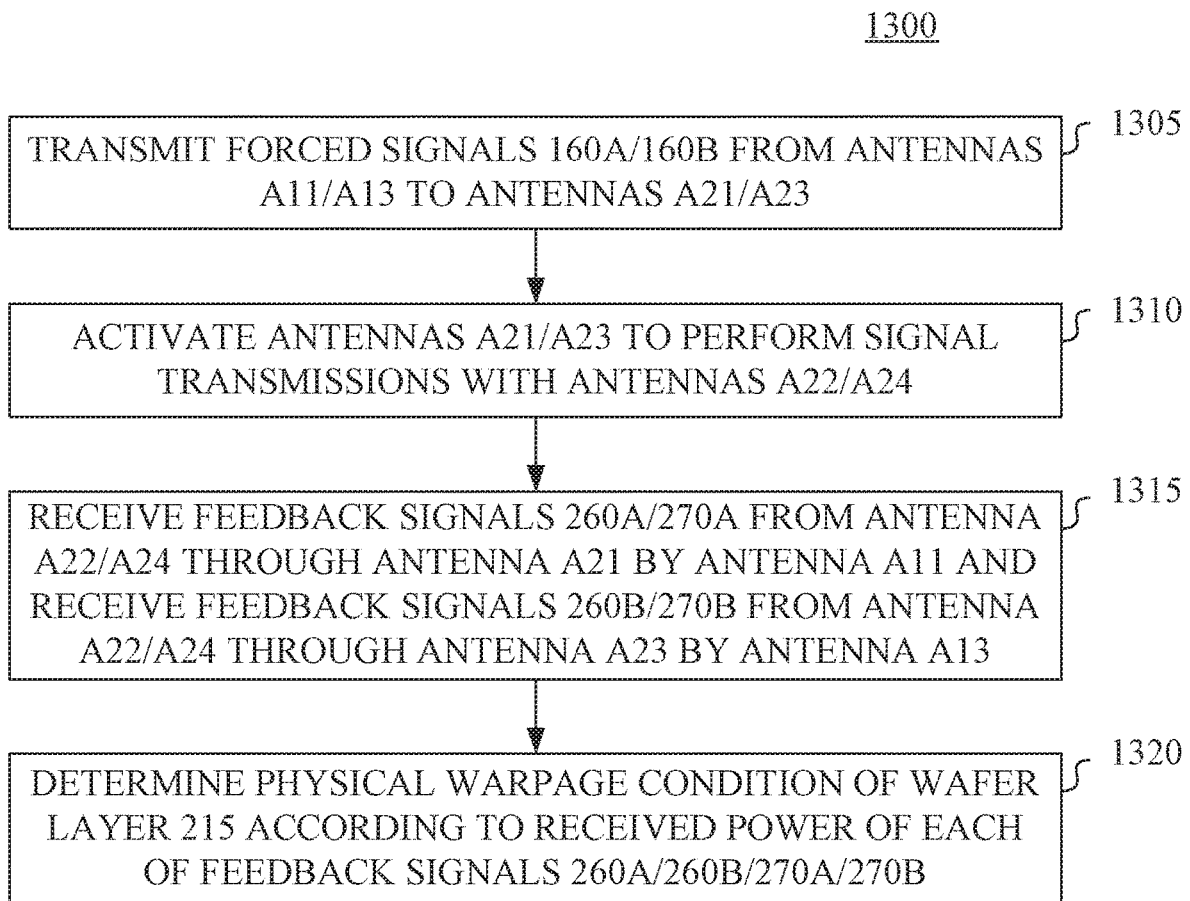 1300
TRANSMIT FORCED SIGNALS 160A/160B FROM ANTENNAS
A11/A13 TO ANTENNAS A21/A23
1305
ACTIVATE ANTENNAS A21/A23 TO PERFORM SIGNAL
TRANSMISSIONS WITH ANTENNAS A22/A24
1310
RECEIVE FEEDBACK SIGNALS 260A/270A FROM ANTENNA
A22/A24 THROUGH ANTENNA A21 BY ANTENNA A11 AND
RECEIVE FEEDBACK SIGNALS 260B/270B FROM ANTENNA
A22/A24 THROUGH ANTENNA A23 BY ANTENNA A13
1315
DETERMINE PHYSICAL WARPAGE CONDITION OF WAFER
LAYER 215 ACCORDING TO RECEIVED POWER OF EACH
OF FEEDBACK SIGNALS 260A/260B/270A/270B
1320